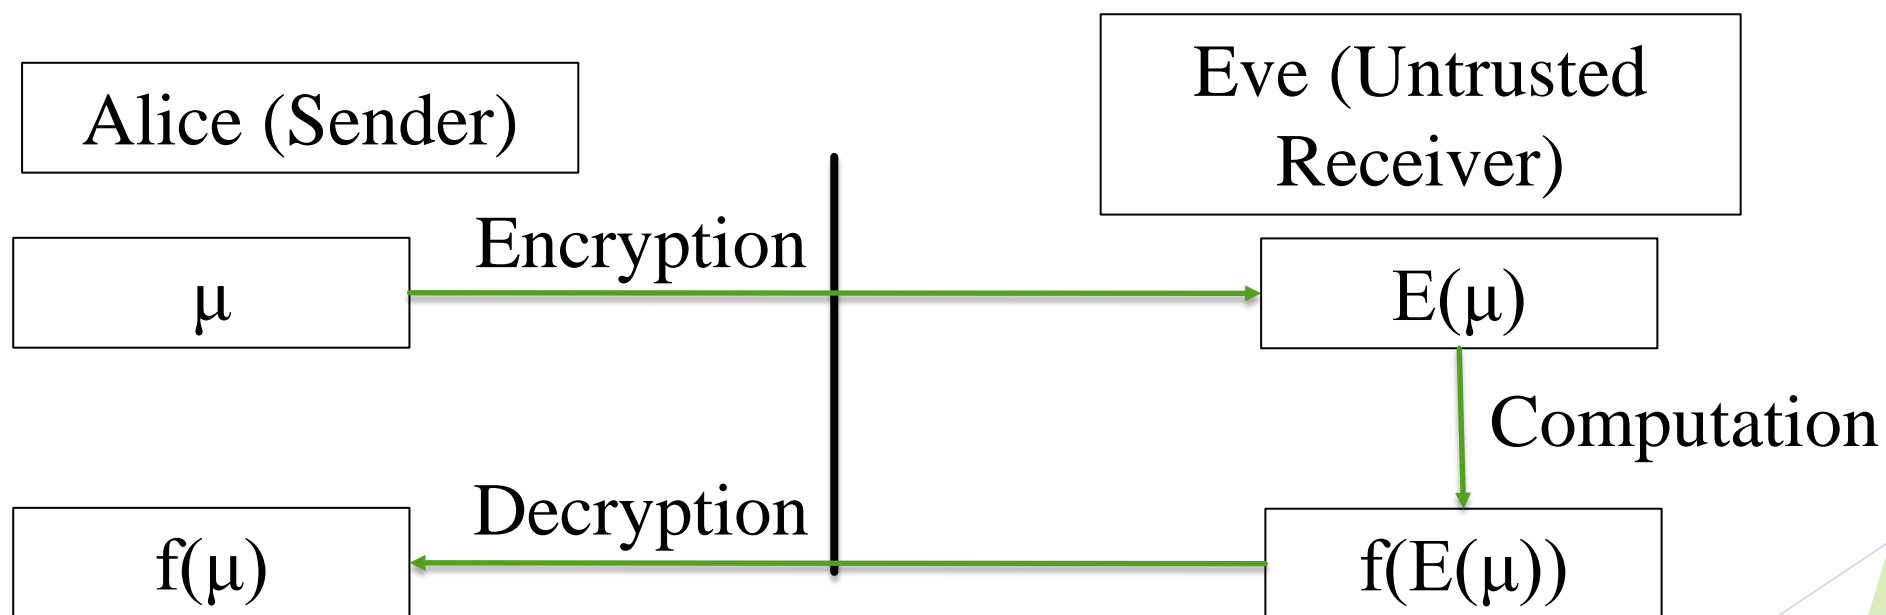 Alice (Sender)
Eve (Untrusted
Receiver)
Encryption
μ
E(μ)
Computation
Decryption
f(μ)
f(E(μ))